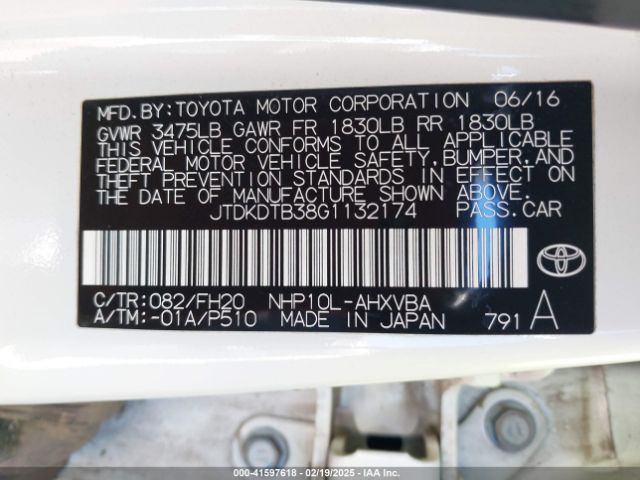 MFD.BY:TOYOTA MOTOR CORPORATION 06/16
GVWR 3475LB GAWR FR 1830LB RR 1830LB
THIS VEHICLE CONFORMS TO ALL APPLICABLE
FEDERAL MOTOR VEHICLE SAFETY,BUMPER,AND
THEFT PREVENTION STANDARDS IN EFFECT ON
THE DATE OF MANUFACTURE SHOWN ABOVE.
JTDKDTB38G1132174 PASS.CAR
C/TR:082/FH20 NHP10L-AHXVBA
A/TM:-01A/P510 MADE IN JAPAN 791 A
000-41597618 | 02/19/2025 | IAA Inc.